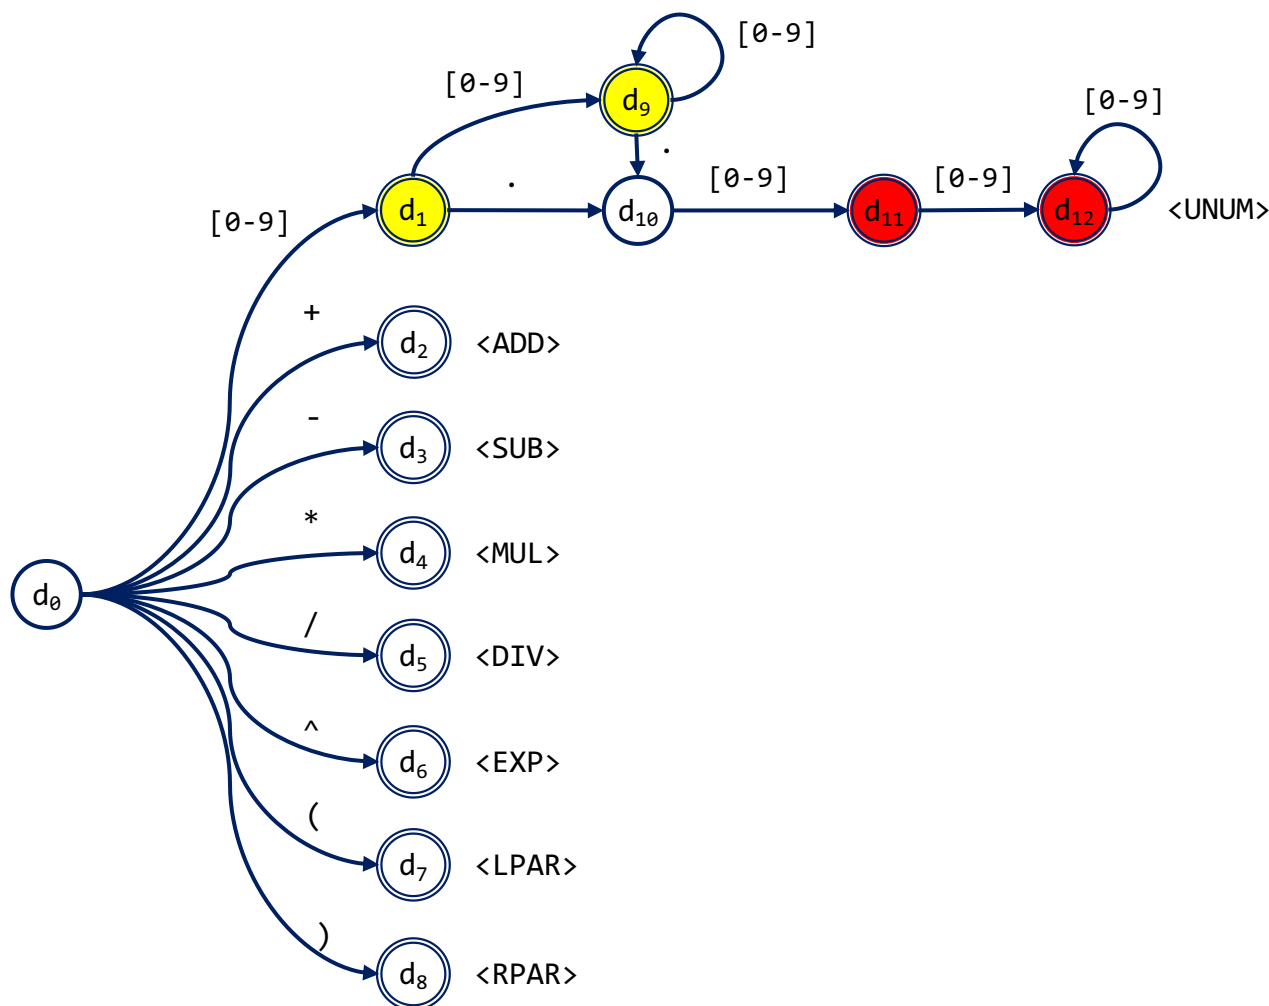 [0-9]
[0-9]
d₉
[0-9]
.
[0-9]
[0-9]
.
[0-9]
d₁
d₁₀
d₁₁
d₁₂
<UNUM>
+
d₂ <ADD>
-
d₃ <SUB>
*
d₄ <MUL>
d₀
/
d₅ <DIV>
^
d₆ <EXP>
(
d₇ <LPAR>
)
d₈ <RPAR>